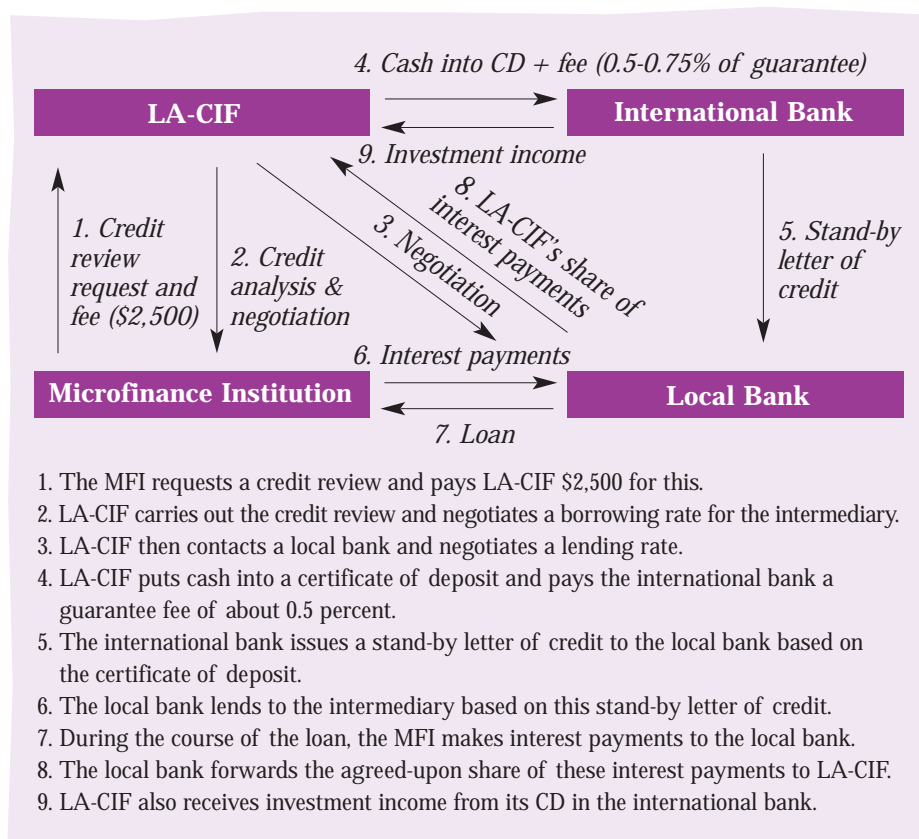 4. Cash into CD + fee (0.5-0.75% of guarantee)
LA-CIF
International Bank
9. Investment income
1. Credit
review
request and
fee ($2,500)
2. Credit
analysis &
negotiation
3. Negotiation
8. LA-CIF's share of
interest payments
5. Stand-by
letter of
credit
6. Interest payments
Microfinance Institution
Local Bank
7. Loan
1. The MFI requests a credit review and pays LA-CIF $2,500 for this.
2. LA-CIF carries out the credit review and negotiates a borrowing rate for the intermediary.
3. LA-CIF then contacts a local bank and negotiates a lending rate.
4. LA-CIF puts cash into a certificate of deposit and pays the international bank a
guarantee fee of about 0.5 percent.
5. The international bank issues a stand-by letter of credit to the local bank based on
the certificate of deposit.
6. The local bank lends to the intermediary based on this stand-by letter of credit.
7. During the course of the loan, the MFI makes interest payments to the local bank.
8. The local bank forwards the agreed-upon share of these interest payments to LA-CIF.
9. LA-CIF also receives investment income from its CD in the international bank.